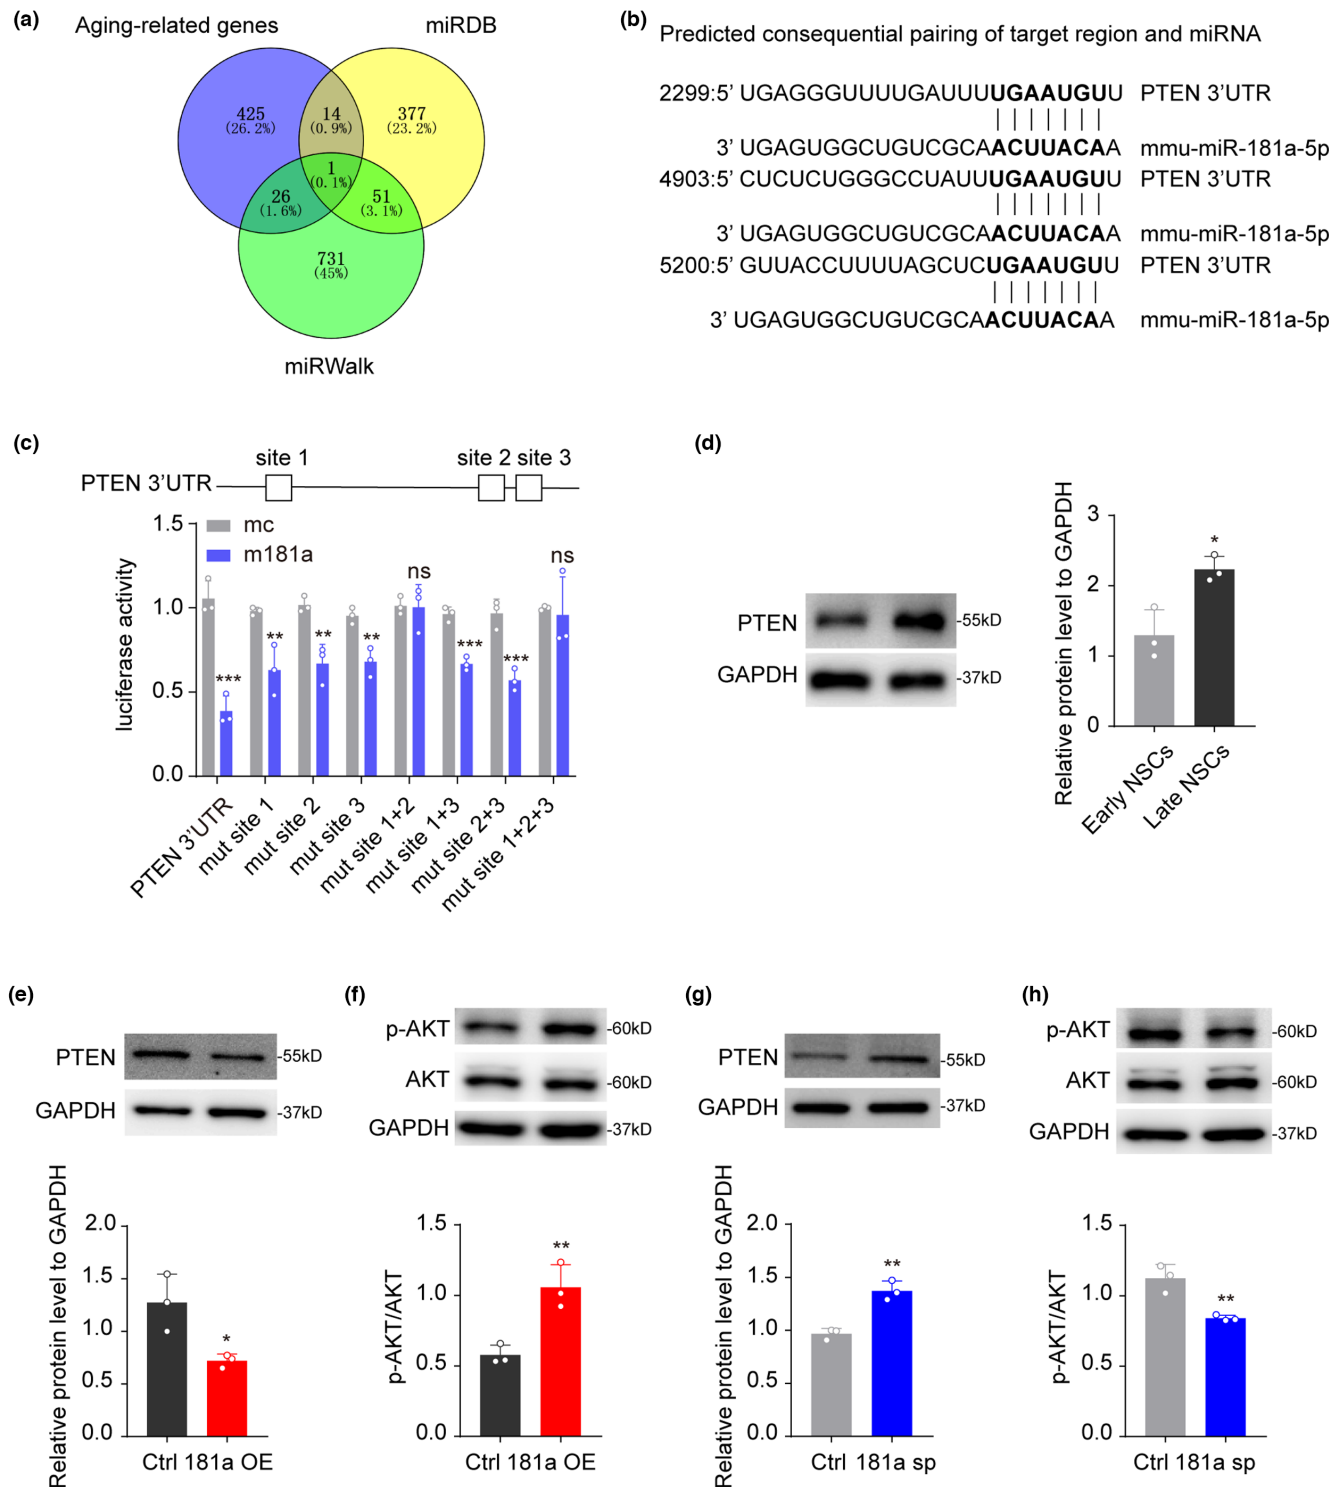 (a)
Aging-related genes
miRDB
425
(26.2%)
14
(0.9%)
377
(23.2%)
1
(0.1%)
26
(1.6%)
51
(3.1%)
731
(45%)
miRWalk
(b)
Predicted consequential pairing of target region and miRNA
2299:5' UGAGGGUUUUGAUUUUGAAUGUU PTEN 3'UTR
3' UGAGUGGCUGUCGCAACUUACAA mmu-miR-181a-5p
4903:5' CUCUCUGGGCCUAUUUGAAUGUU PTEN 3'UTR
3' UGAGUGGCUGUCGCAACUUACAA mmu-miR-181a-5p
5200:5' GUUACCUUUUAGCUCUGAAUGUU PTEN 3'UTR
3' UGAGUGGCUGUCGCAACUUACAA mmu-miR-181a-5p
(c)
site 1 site 2 site 3
PTEN 3'UTR
luciferase activity
1.5
1.0
0.5
0.0
mc
m181a
*** ** ** ** ns *** *** ns
PTEN 3'UTR
mut site 1
mut site 2
mut site 3
mut site 1+2
mut site 1+3
mut site 2+3
mut site 1+2+3
(d)
PTEN -55kD
GAPDH -37kD
Relative protein level to GAPDH
3
2
1
0
*
Early NSCs
Late NSCs
(e)
PTEN -55kD
GAPDH -37kD
Relative protein level to GAPDH
2.0
1.5
1.0
0.5
0.0
*
Ctrl 181a OE
(f)
p-AKT -60kD
AKT -60kD
GAPDH -37kD
p-AKT/AKT
1.5
1.0
0.5
0.0
**
Ctrl 181a OE
(g)
PTEN -55kD
GAPDH -37kD
Relative protein level to GAPDH
2.0
1.5
1.0
0.5
0.0
**
Ctrl 181a sp
(h)
p-AKT -60kD
AKT -60kD
GAPDH -37kD
p-AKT/AKT
1.5
1.0
0.5
0.0
**
Ctrl 181a sp